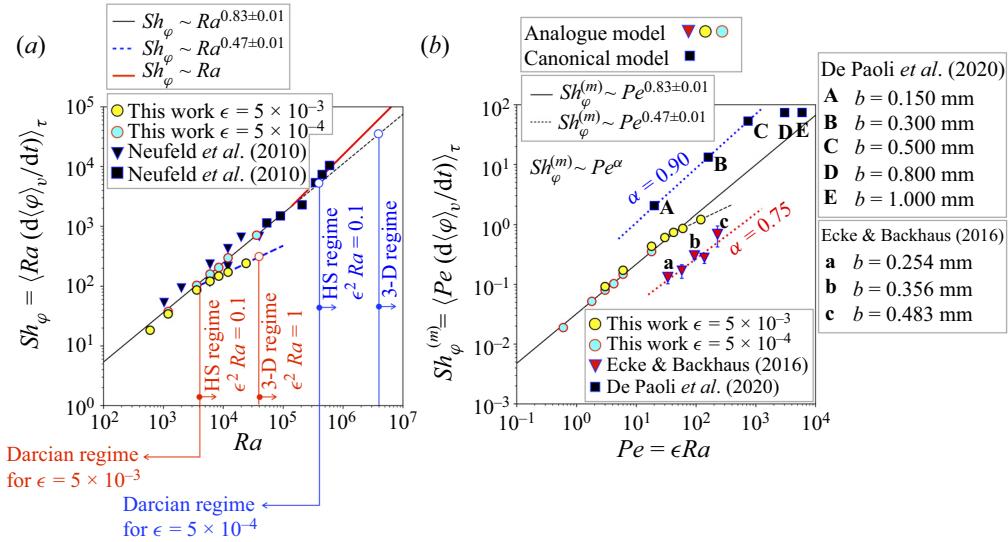 (a)
Sh_φ ~ Ra^0.83±0.01
Sh_φ ~ Ra^0.47±0.01
Sh_φ ~ Ra
This work ϵ = 5 × 10^−3
This work ϵ = 5 × 10^−4
Neufeld et al. (2010)
Neufeld et al. (2010)
Sh_φ = ⟨Ra (d⟨φ⟩_v/dt)⟩_τ
10^5
10^4
10^3
10^2
10^1
10^0
HS regime
ϵ^2 Ra = 0.1
3-D regime
ϵ^2 Ra = 1
HS regime
ϵ^2 Ra = 0.1
3-D regime
10^2
10^3
10^4
10^5
10^6
10^7
Ra
Darcian regime
for ϵ = 5 × 10^−3
Darcian regime
for ϵ = 5 × 10^−4
(b)
Analogue model
Canonical model
Sh_φ^(m) ~ Pe^0.83±0.01
Sh_φ^(m) ~ Pe^0.47±0.01
Sh_φ^(m) ~ Pe^α
Sh_φ^(m) = ⟨Pe (d⟨φ⟩_v/dt)⟩_τ
10^2
10^1
10^0
10^−1
10^−2
10^−3
α = 0.90
α = 0.75
A
B
C
D
E
a
b
c
This work ϵ = 5 × 10^−3
This work ϵ = 5 × 10^−4
Ecke & Backhaus (2016)
De Paoli et al. (2020)
10^−1
10^0
10^1
10^2
10^3
10^4
Pe = ϵRa
De Paoli et al. (2020)
A b = 0.150 mm
B b = 0.300 mm
C b = 0.500 mm
D b = 0.800 mm
E b = 1.000 mm
Ecke & Backhaus (2016)
a b = 0.254 mm
b b = 0.356 mm
c b = 0.483 mm